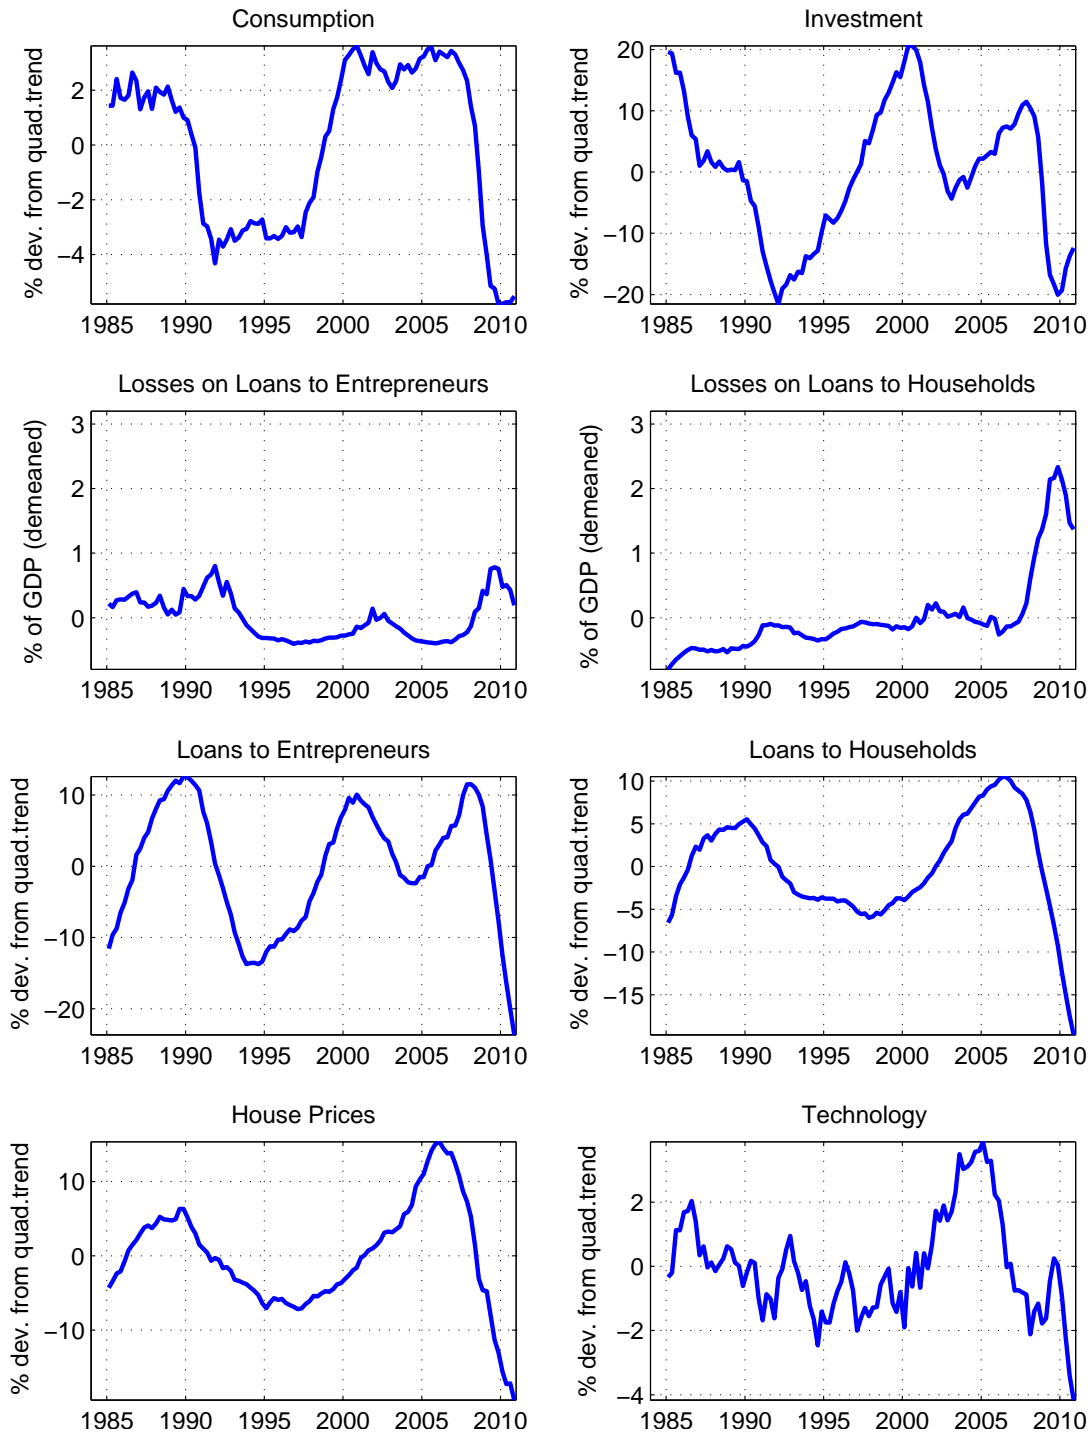 Consumption
% dev. from quad.trend
2
0
−2
−4
1985 1990 1995 2000 2005 2010
Investment
% dev. from quad.trend
20
10
0
−10
−20
1985 1990 1995 2000 2005 2010
Losses on Loans to Entrepreneurs
% of GDP (demeaned)
3
2
1
0
1985 1990 1995 2000 2005 2010
Losses on Loans to Households
% of GDP (demeaned)
3
2
1
0
1985 1990 1995 2000 2005 2010
Loans to Entrepreneurs
% dev. from quad.trend
10
0
−10
−20
1985 1990 1995 2000 2005 2010
Loans to Households
% dev. from quad.trend
10
5
0
−5
−10
−15
1985 1990 1995 2000 2005 2010
House Prices
% dev. from quad.trend
10
0
−10
1985 1990 1995 2000 2005 2010
Technology
% dev. from quad.trend
2
0
−2
−4
1985 1990 1995 2000 2005 2010